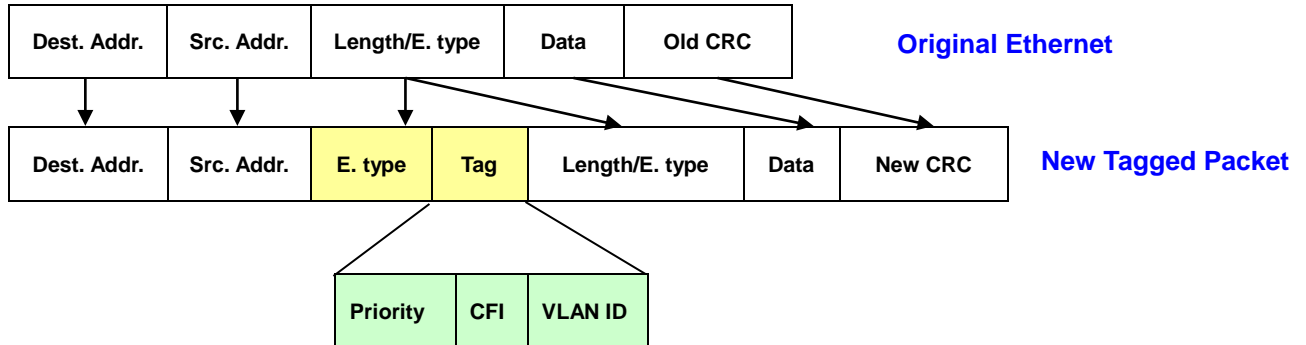 Dest. Addr. Src. Addr. Length/E. type Data Old CRC Original Ethernet
Dest. Addr. Src. Addr. E. type Tag Length/E. type Data New CRC New Tagged Packet
Priority CFI VLAN ID